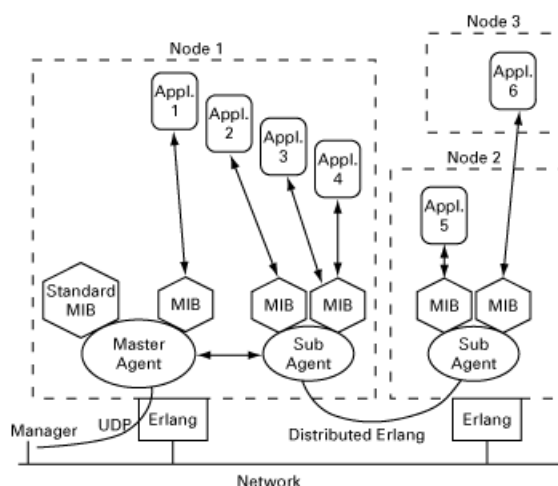 Node 3
Node 1
Appl.
6
Appl.
1
Appl.
2
Appl.
3
Appl.
4
Node 2
Appl.
5
Standard
MIB
MIB
MIB
MIB
MIB
MIB
Master
Agent
Sub
Agent
Sub
Agent
Manager
UDP
Erlang
Distributed Erlang
Erlang
Network